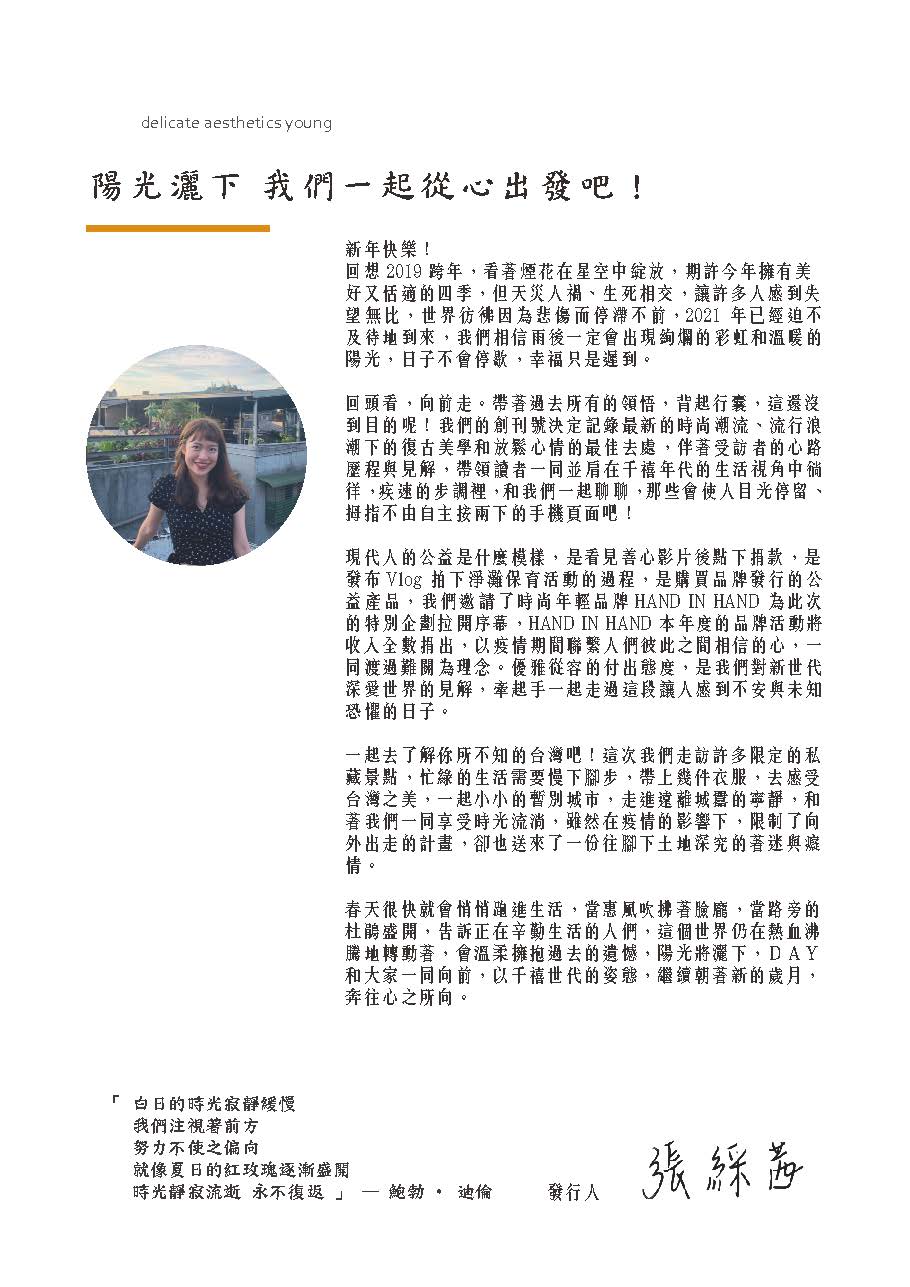 delicate aesthetics young
陽光灑下 我們一起從心出發吧！
新年快樂！
回想 2019 跨年，看著煙花在星空中綻放，期許今年擁有美
好又恬適的四季，但天災人禍、生死相交，讓許多人感到失
望無比，世界彷彿因為悲傷而停滯不前，2021 年已經迫不
及待地到來，我們相信雨後一定會出現絢爛的彩虹和溫暖的
陽光，日子不會停歇，幸福只是遲到。
回頭看，向前走。帶著過去所有的領悟，背起行囊，這還沒
到目的呢！我們的創刊號決定記錄最新的時尚潮流、流行浪
潮下的復古美學和放鬆心情的最佳去處，伴著受訪者的心路
歷程與見解，帶領讀者一同並肩在千禧年代的生活視角中徜
徉，疾速的步調裡，和我們一起聊聊，那些會使人目光停留、
拇指不由自主按兩下的手機頁面吧！
現代人的公益是什麼模樣，是看見善心影片後點下捐款，是
發布 Vlog 拍下淨灘保育活動的過程，是購買品牌發行的公
益產品，我們邀請了時尚年輕品牌 HAND IN HAND 為此次
的特別企劃拉開序幕，HAND IN HAND 本年度的品牌活動將
收入全數捐出，以疫情期間聯繫人們彼此之間相信的心，一
同渡過難關為理念。優雅從容的付出態度，是我們對新世代
深愛世界的見解，牽起手一起走過這段讓人感到不安與未知
恐懼的日子。
一起去了解你所不知的台灣吧！這次我們走訪許多限定的私
藏景點，忙綠的生活需要慢下腳步，帶上幾件衣服，去感受
台灣之美，一起小小的暫別城市，走進遠離城囂的寧靜，和
著我們一同享受時光流淌，雖然在疫情的影響下，限制了向
外出走的計畫，卻也送來了一份往腳下土地深究的著迷與癡
情。
春天很快就會悄悄跑進生活，當惠風吹拂著臉龐，當路旁的
杜鵑盛開，告訴正在辛勤生活的人們，這個世界仍在熱血沸
騰地轉動著，會溫柔擁抱過去的遺憾，陽光將灑下，ＤＡＹ
和大家一同向前，以千禧世代的姿態，繼續朝著新的歲月，
奔往心之所向。
「 白日的時光寂靜緩慢
我們注視著前方
努力不使之偏向
就像夏日的紅玫瑰逐漸盛開
時光靜寂流逝 永不復返 」 — 鮑勃 · 迪倫
發行人 張綵茜